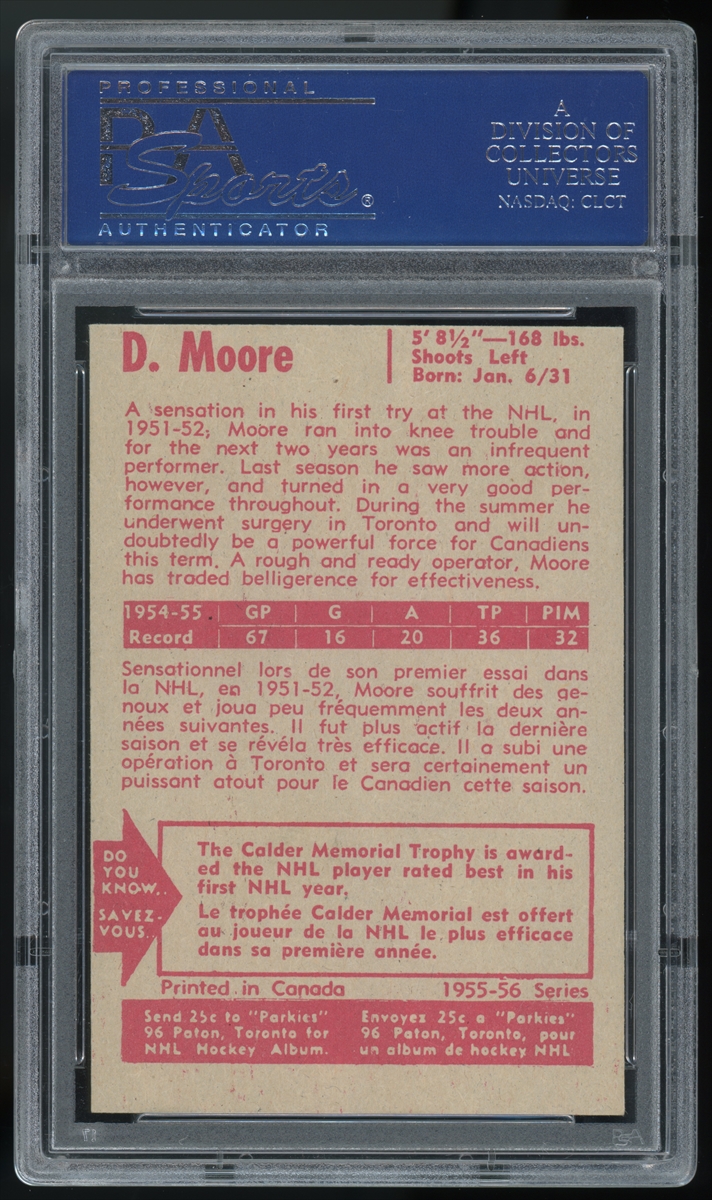 PROFESSIONAL
PSA
Sports®
AUTHENTICATOR
A
DIVISION OF
COLLECTORS
UNIVERSE
NASDAQ: CLCT
D. Moore
5' 8½"—168 lbs.
Shoots Left
Born: Jan. 6/31
A sensation in his first try at the NHL, in
1951-52, Moore ran into knee trouble and
for the next two years was an infrequent
performer. Last season he saw more action,
however, and turned in a very good per-
formance throughout. During the summer he
underwent surgery in Toronto and will un-
doubtedly be a powerful force for Canadiens
this term. A rough and ready operator, Moore
has traded belligerence for effectiveness.
1954-55 | GP | G | A | TP | PIM
Record | 67 | 16 | 20 | 36 | 32
Sensationnel lors de son premier essai dans
la NHL, en 1951-52, Moore souffrit des ge-
noux et joua peu fréquemment les deux an-
nées suivantes. Il fut plus actif la dernière
saison et se révéla très efficace. Il a subi une
opération à Toronto et sera certainement un
puissant atout pour le Canadien cette saison.
DO
YOU
KNOW..
SAVEZ-
VOUS..
The Calder Memorial Trophy is award-
ed the NHL player rated best in his
first NHL year.
Le trophée Calder Memorial est offert
au joueur de la NHL le plus efficace
dans sa première année.
Printed in Canada
1955-56 Series
Send 25c to "Parkies"
96 Paton, Toronto for
NHL Hockey Album.
Envoyez 25c a "Parkies"
96 Paton, Toronto, pour
un album de hockey NHL
PSA